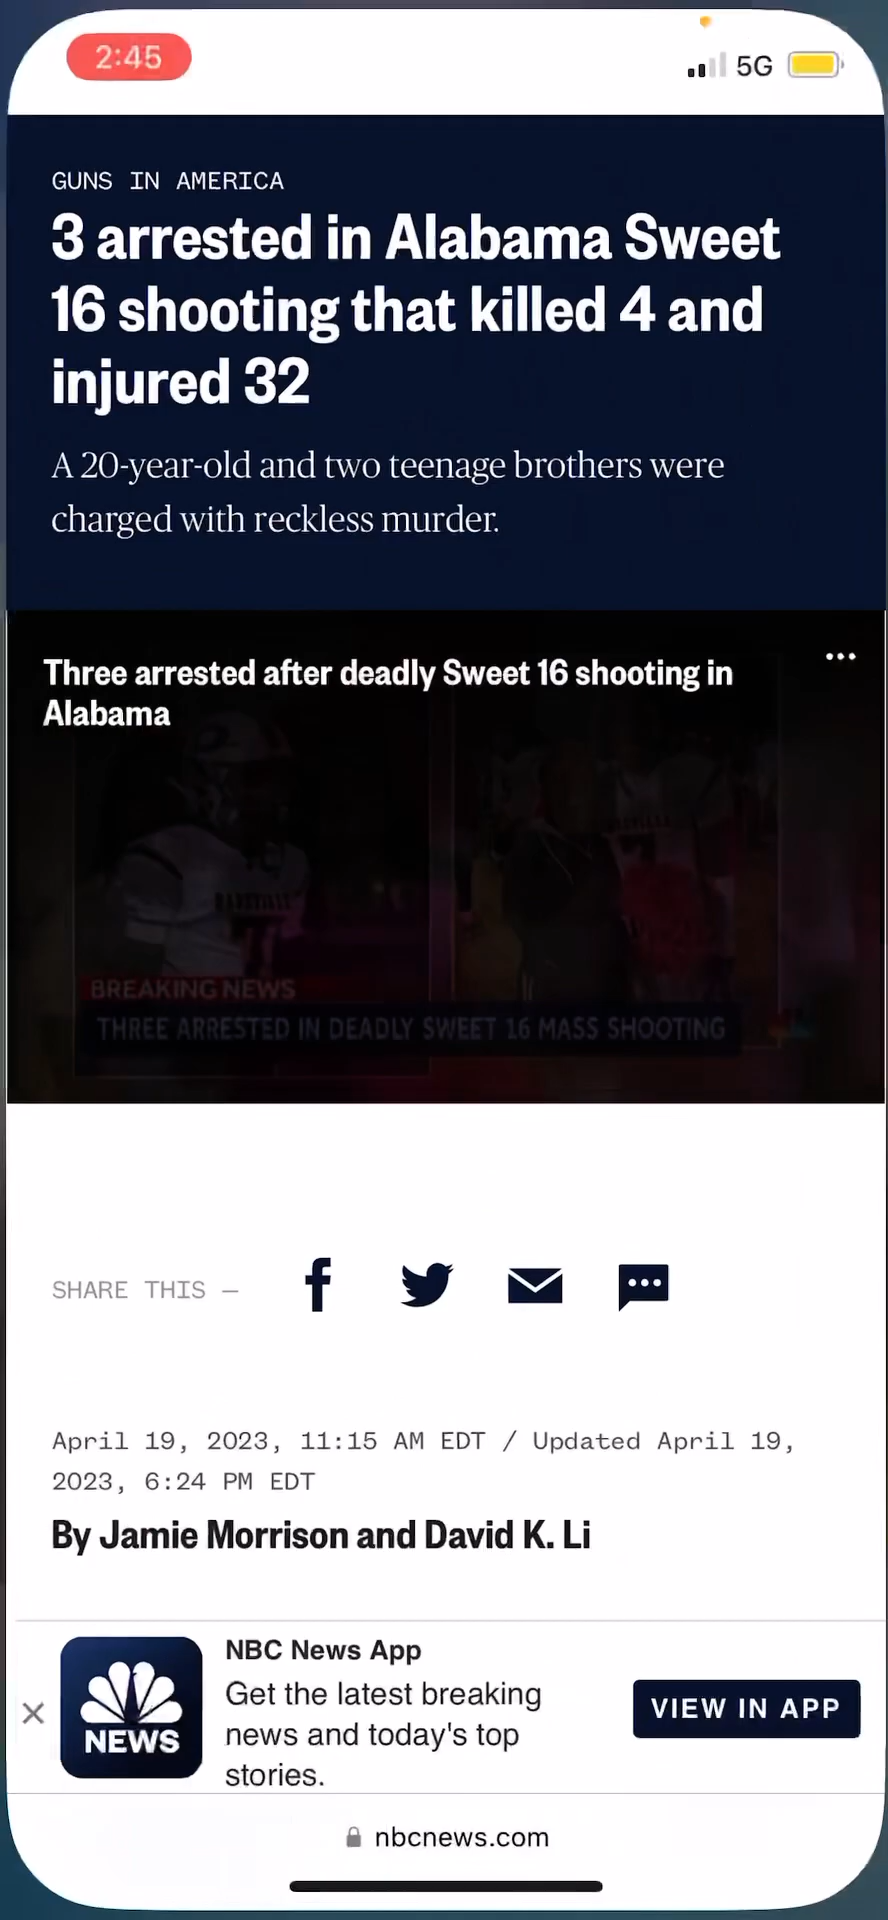 2:45
5G
GUNS IN AMERICA
3 arrested in Alabama Sweet
16 shooting that killed 4 and
injured 32
A 20-year-old and two teenage brothers were
charged with reckless murder.
Three arrested after deadly Sweet 16 shooting in
Alabama
BREAKING NEWS
THREE ARRESTED IN DEADLY SWEET 16 MASS SHOOTING
SHARE THIS —
April 19, 2023, 11:15 AM EDT / Updated April 19,
2023, 6:24 PM EDT
By Jamie Morrison and David K. Li
NBC News App
Get the latest breaking
news and today's top
stories.
NEWS
VIEW IN APP
nbcnews.com